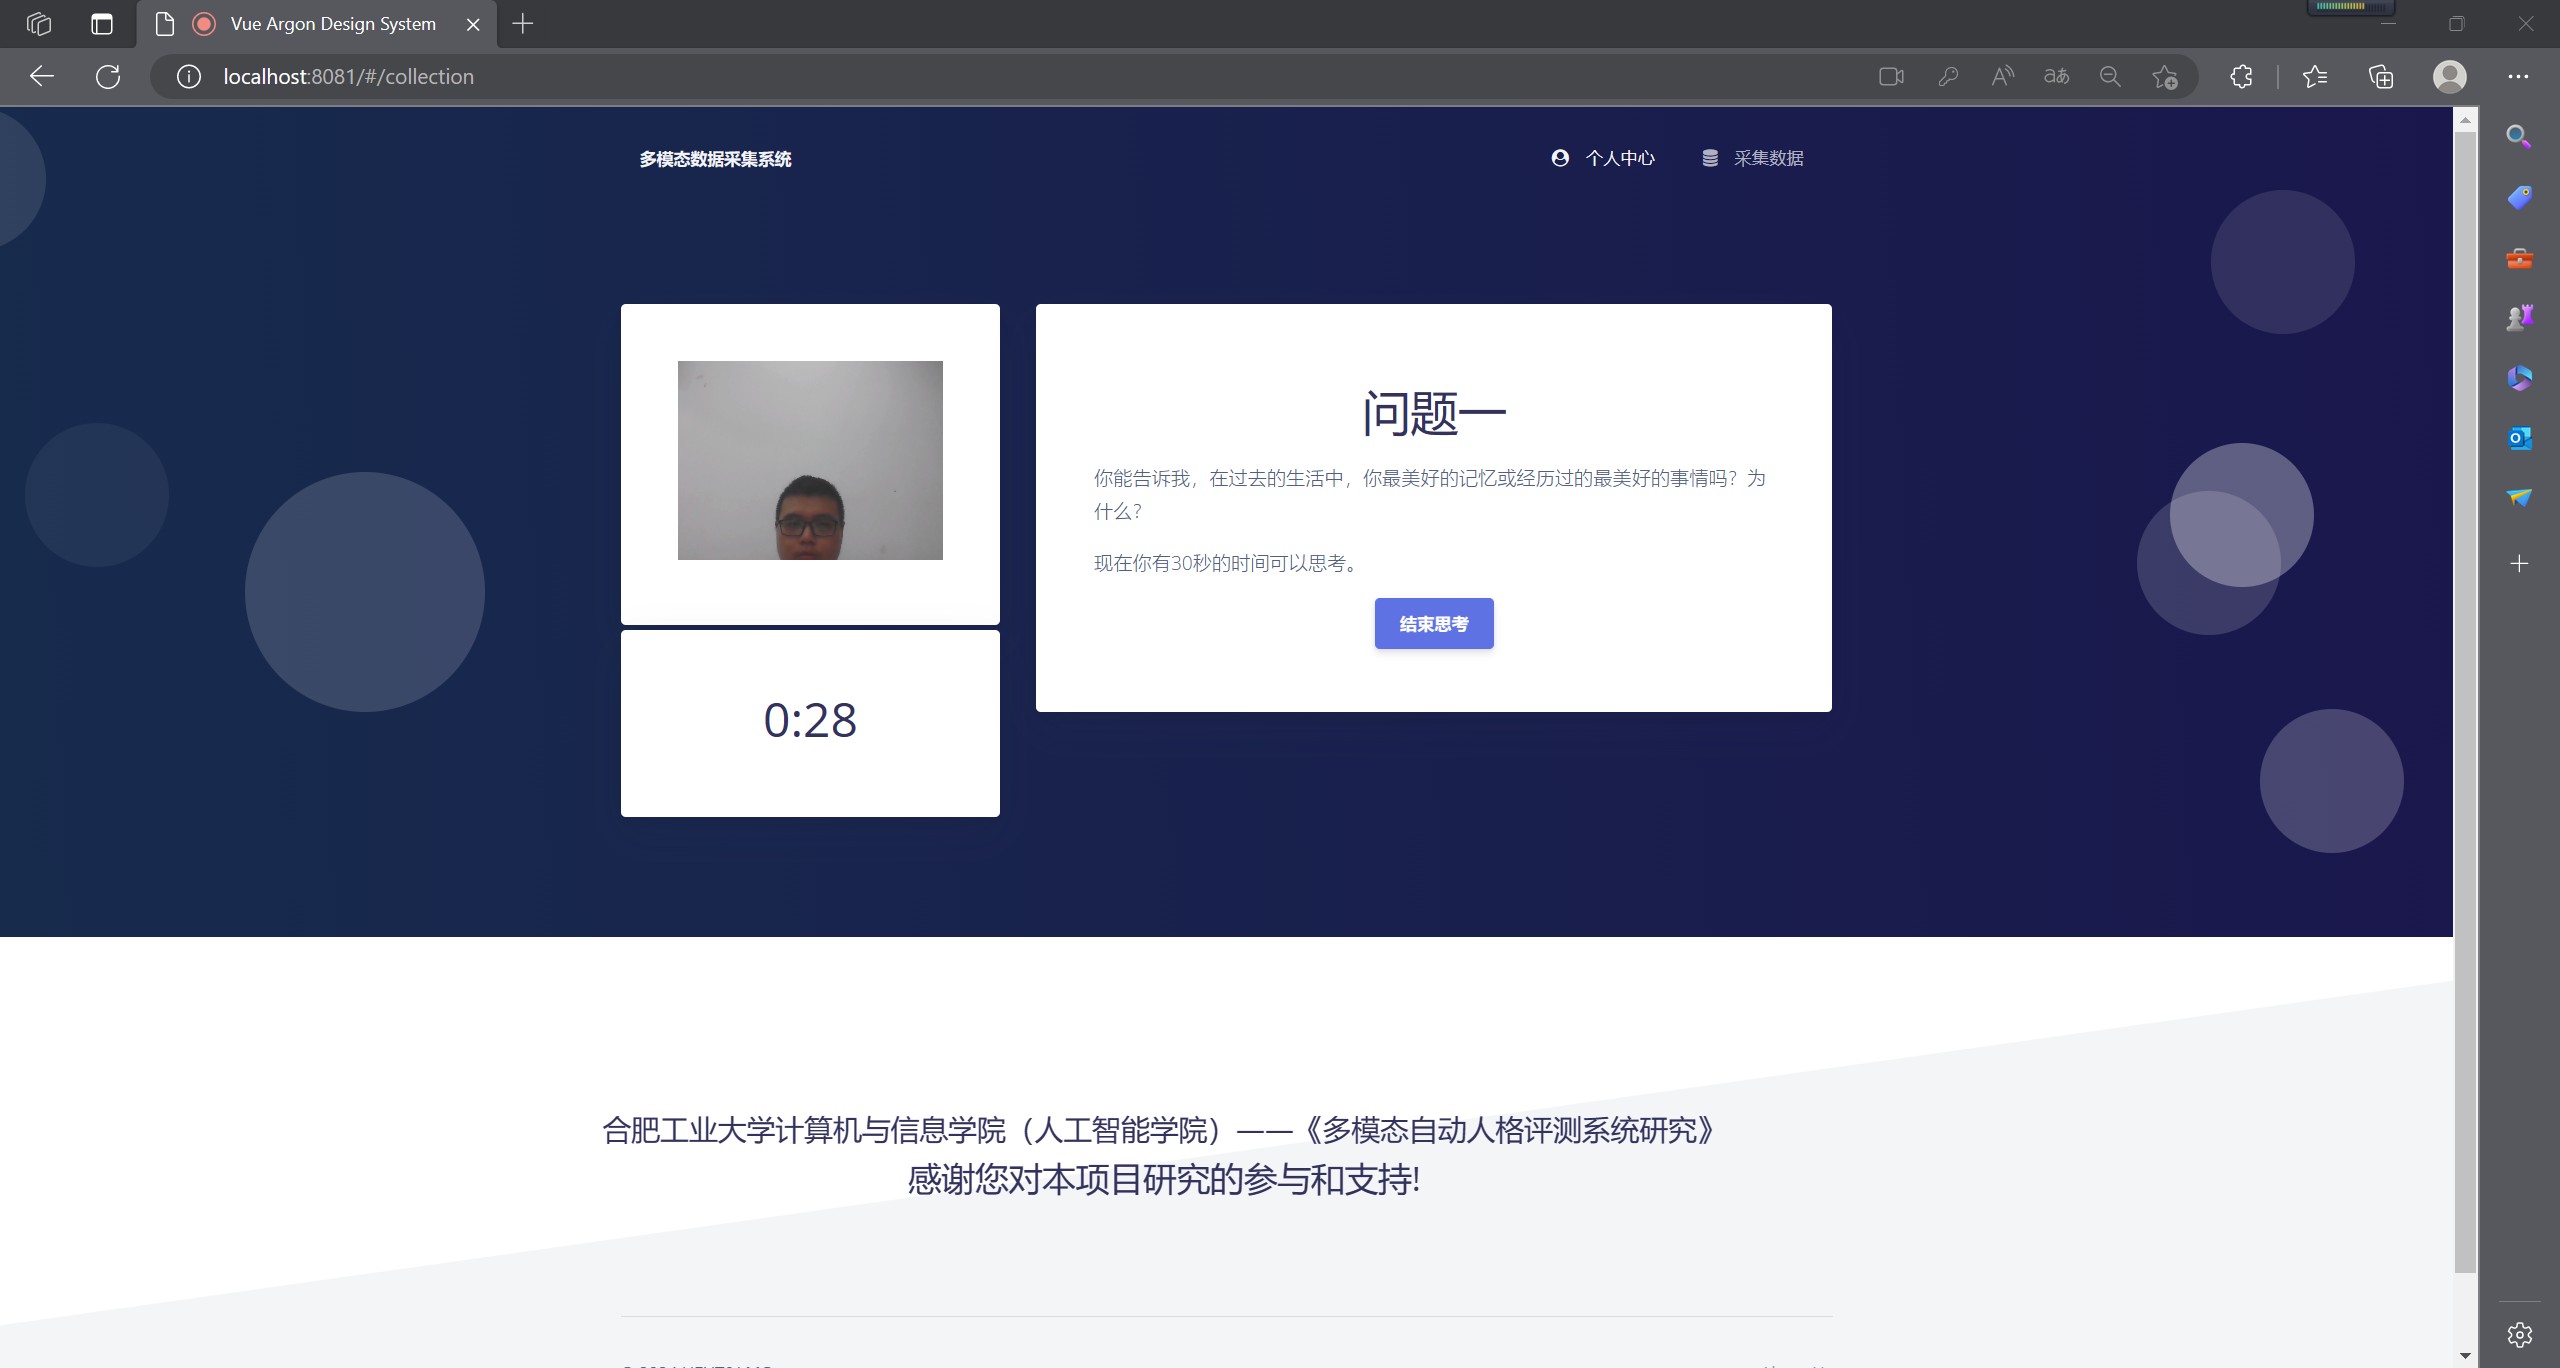 Vue Argon Design System
localhost:8081/#/collection
多模态数据采集系统
个人中心
采集数据
问题一
你能告诉我，在过去的生活中，你最美好的记忆或经历过的最美好的事情吗？为
什么？
现在你有30秒的时间可以思考。
结束思考
0:28
合肥工业大学计算机与信息学院（人工智能学院）——《多模态自动人格评测系统研究》
感谢您对本项目研究的参与和支持!